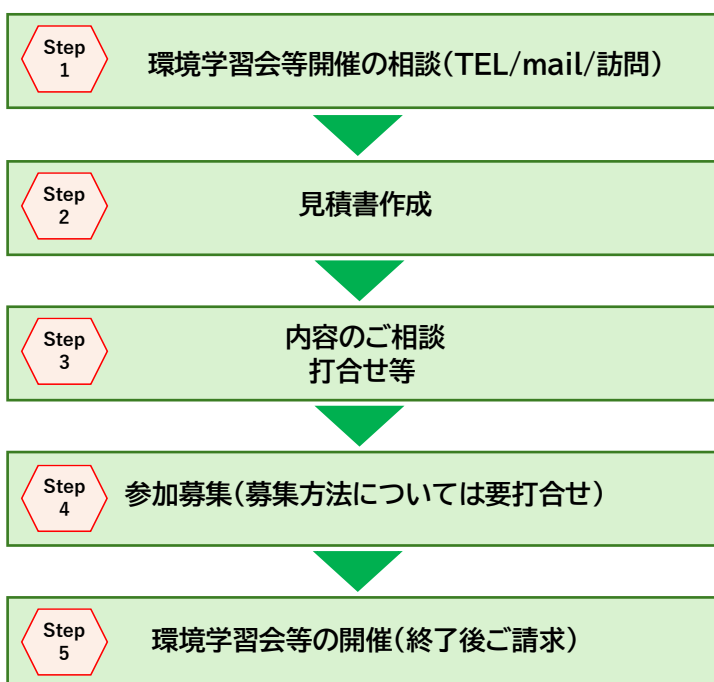 Step
1
環境学習会等開催の相談(TEL/mail/訪問)
Step
2
見積書作成
Step
3
内容のご相談
打合せ等
Step
4
参加募集(募集方法については要打合せ)
Step
5
環境学習会等の開催(終了後ご請求)